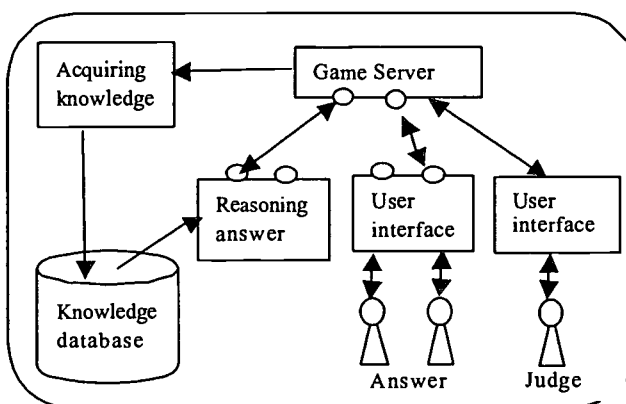 Acquiring
knowledge
Game Server
Reasoning
answer
User
interface
User
interface
Knowledge
database
Answer
Judge